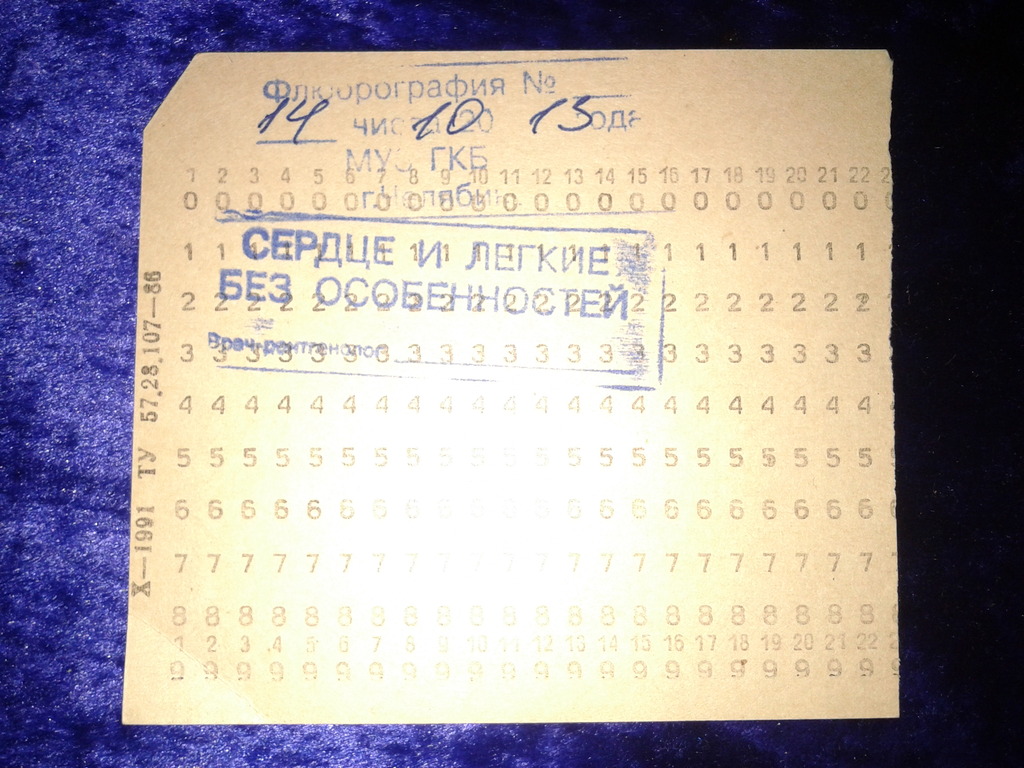 Флюорография №
14 числа 10 20 13 года
МУЗ ГКБ
г.Челябинск
1 2 3 4 5 6 7 8 9 10 11 12 13 14 15 16 17 18 19 20 21 22
0 0 0 0 0 0 0 0 0 0 0 0 0 0 0 0 0 0 0 0 0 0 0
СЕРДЦЕ И ЛЕГКИЕ
1 1 1 1 1 1 1 1 1 1 1 1 1 1 1 1 1 1 1 1 1 1
БЕЗ ОСОБЕННОСТЕЙ
2 2 2 2 2 2 2 2 2 2 2 2 2 2 2 2 2 2 2 2 2 2
Врач-рентгенолог
3 3 3 3 3 3 3 3 3 3 3 3 3 3 3 3 3 3 3 3 3 3
4 4 4 4 4 4 4 4 4 4 4 4 4 4 4 4 4 4 4 4 4 4
5 5 5 5 5 5 5 5 5 5 5 5 5 5 5 5 5 5 5 5 5 5
6 6 6 6 6 6 6 6 6 6 6 6 6 6 6 6 6 6 6 6 6 6
7 7 7 7 7 7 7 7 7 7 7 7 7 7 7 7 7 7 7 7 7 7
8 8 8 8 8 8 8 8 8 8 8 8 8 8 8 8 8 8 8 8 8 8
1 2 3 4 5 6 7 8 9 10 11 12 13 14 15 16 17 18 19 20 21 22
9 9 9 9 9 9 9 9 9 9 9 9 9 9 9 9 9 9 9 9 9 9
Х—1991 ТУ 57.28.107—86